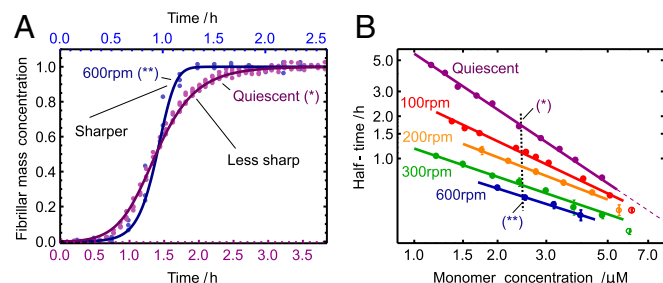 A
Time / h
0.0 0.5 1.0 1.5 2.0 2.5
Fibrillar mass concentration
1.0
0.8
0.6
0.4
0.2
0.0
600rpm (**)
Sharper
Quiescent (*)
Less sharp
0.0 0.5 1.0 1.5 2.0 2.5 3.0 3.5
Time / h
B
Half - time /h
5.0
3.0
2.0
1.5
1.0
Quiescent
100rpm
200rpm
300rpm
600rpm
(*)
(**)
1.0 1.5 2.0 3.0 5.0 7.0
Monomer concentration /μM